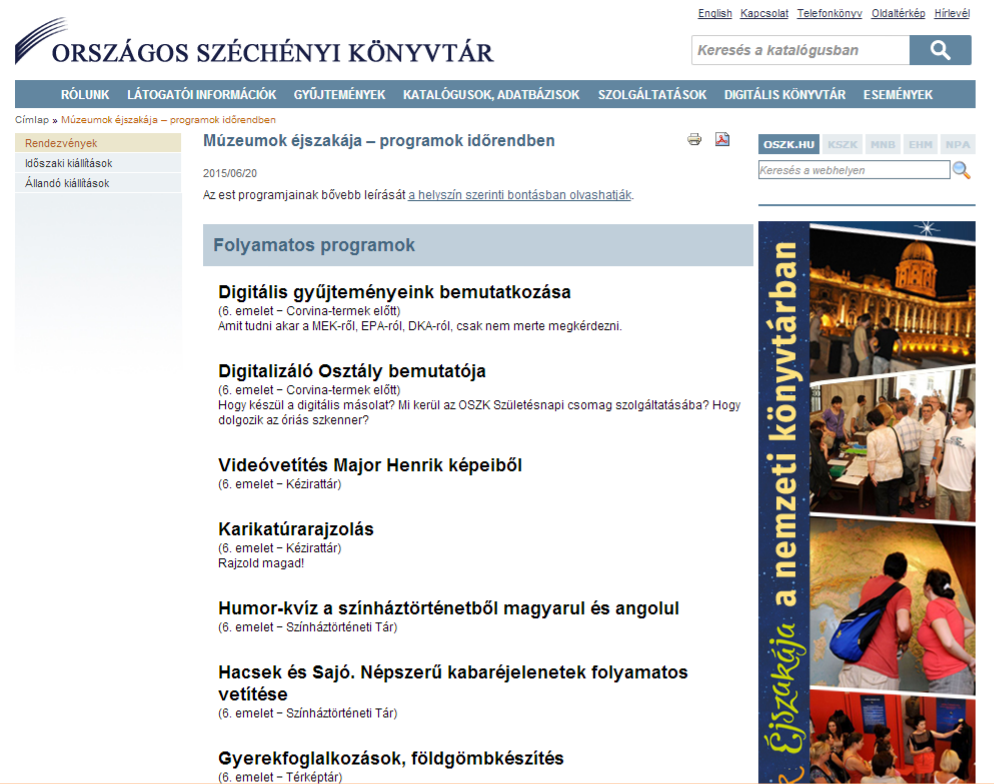 English Kapcsolat Telefonkönyv Oldaltérkép Hírlevél
ORSZÁGOS SZÉCHÉNYI KÖNYVTÁR
Keresés a katalógusban
RÓLUNK LÁTOGATÓI INFORMÁCIÓK GYŰJTEMÉNYEK KATALÓGUSOK, ADATBÁZISOK SZOLGÁLTATÁSOK DIGITÁLIS KÖNYVTÁR ESEMÉNYEK
Címlap » Múzeumok éjszakája – programok időrendben
Rendezvények
Időszaki kiállítások
Állandó kiállítások
Múzeumok éjszakája – programok időrendben
2015/06/20
Az est programjainak bővebb leírását a helyszín szerinti bontásban olvashatják.
Folyamatos programok
Digitális gyűjteményeink bemutatkozása
(6. emelet – Corvina-termek előtt)
Amit tudni akar a MEK-ről, EPA-ról, DKA-ról, csak nem merte megkérdezni.
Digitalizáló Osztály bemutatója
(6. emelet – Corvina-termek előtt)
Hogy készül a digitális másolat? Mi kerül az OSZK Születésnapi csomag szolgáltatásába? Hogy
dolgozik az óriás szkenner?
Videóvetítés Major Henrik képeiből
(6. emelet – Kézirattár)
Karikatúrarajzolás
(6. emelet – Kézirattár)
Rajzold magad!
Humor-kvíz a színháztörténetből magyarul és angolul
(6. emelet – Színháztörténeti Tár)
Hacsek és Sajó. Népszerű kabaréjelenetek folyamatos
vetítése
(6. emelet – Színháztörténeti Tár)
Gyerekfoglalkozások, földgömbkészítés
(6. emelet – Térképtár)
OSZK.HU KSZK MNB EHM NPA
Keresés a webhelyen
Éjszakája a nemzeti könyvtárban